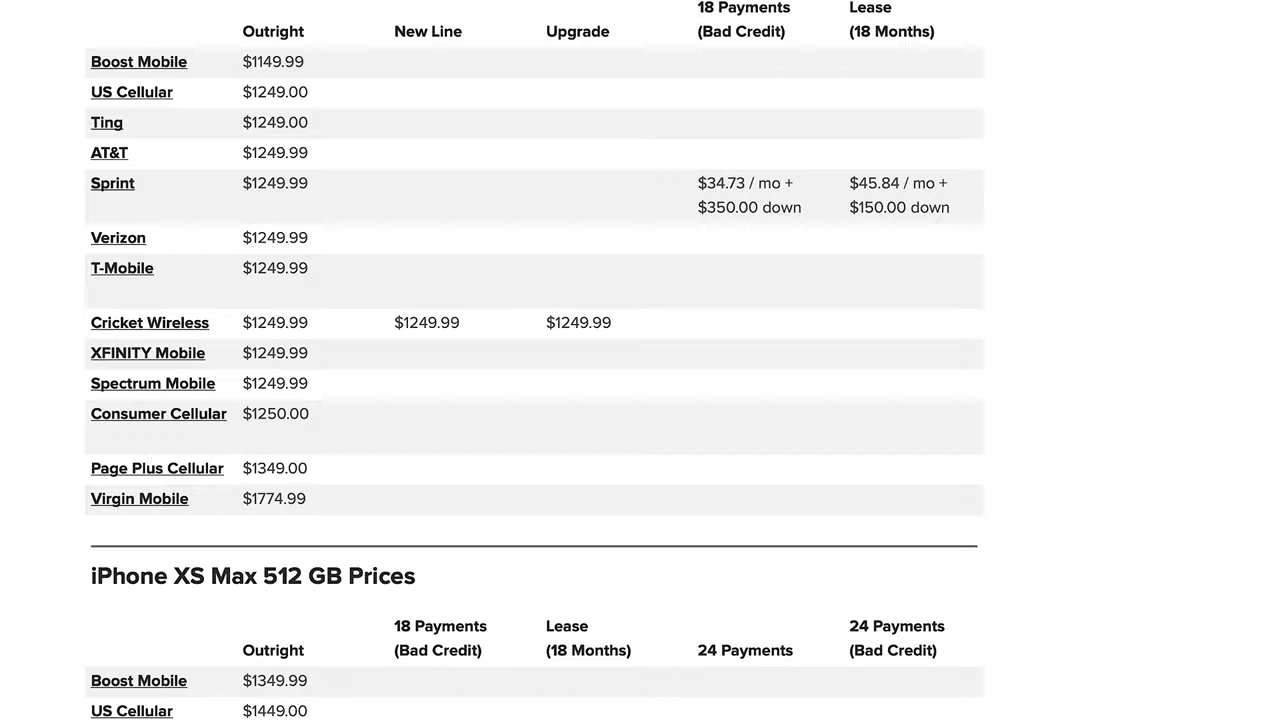 18 Payments Lease
Outright New Line Upgrade (Bad Credit) (18 Months)
Boost Mobile $1149.99
US Cellular $1249.00
Ting $1249.00
AT&T $1249.99
Sprint $1249.99 $34.73 / mo + $45.84 / mo +
$350.00 down $150.00 down
Verizon $1249.99
T-Mobile $1249.99
Cricket Wireless $1249.99 $1249.99 $1249.99
XFINITY Mobile $1249.99
Spectrum Mobile $1249.99
Consumer Cellular $1250.00
Page Plus Cellular $1349.00
Virgin Mobile $1774.99
iPhone XS Max 512 GB Prices
18 Payments Lease 24 Payments
Outright (Bad Credit) (18 Months) 24 Payments (Bad Credit)
Boost Mobile $1349.99
US Cellular $1449.00